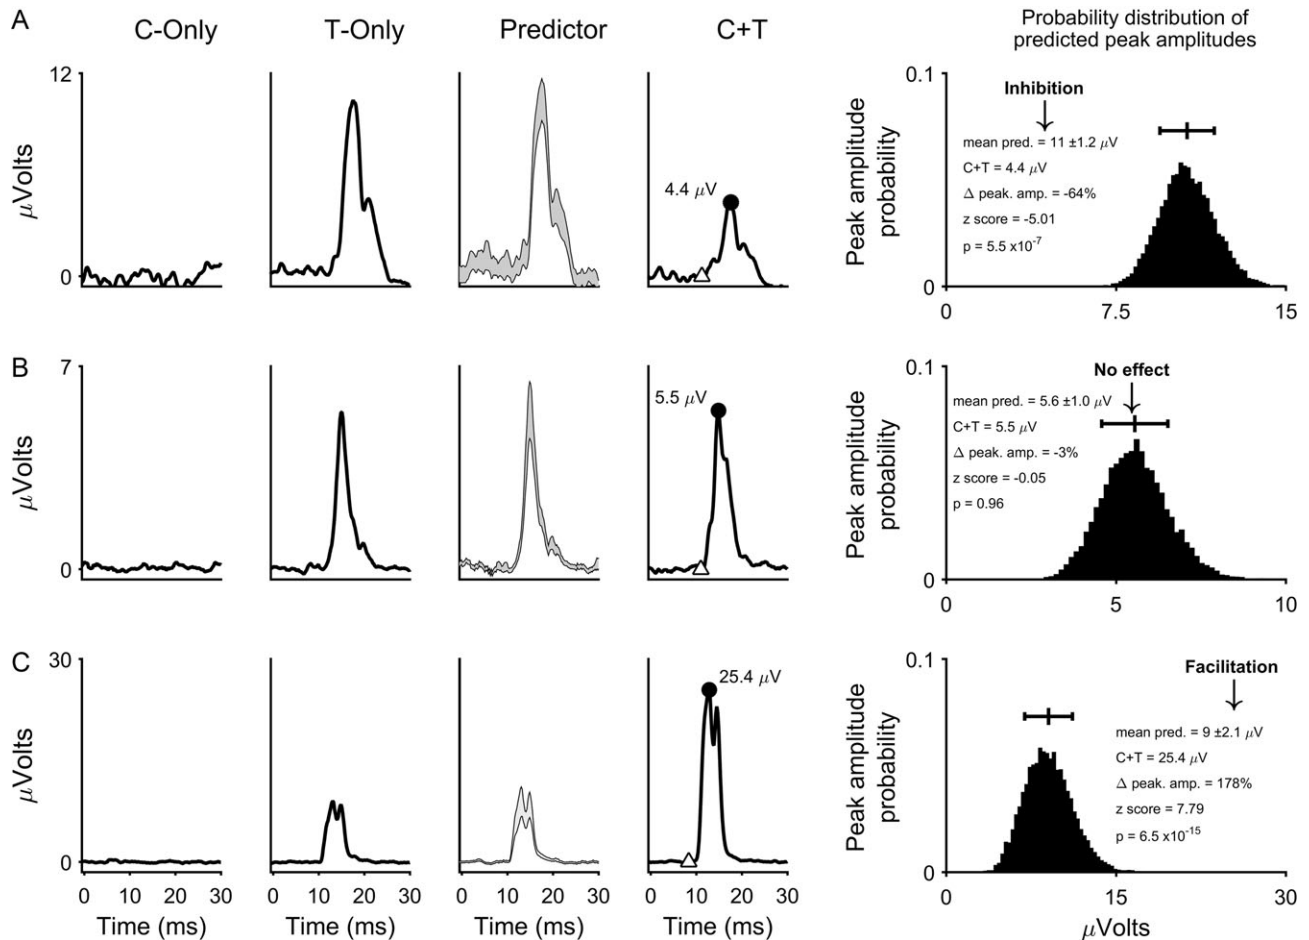 A
C-Only
T-Only
Predictor
C+T
Probability distribution of
predicted peak amplitudes
12
0
μVolts
0 10 20 30
0 10 20 30
0 10 20 30
4.4 μV
0 10 20 30
Peak amplitude
probability
0.1
0
Inhibition
mean pred. = 11 ±1.2 μV
C+T = 4.4 μV
Δ peak. amp. = -64%
z score = -5.01
p = 5.5 x10-7
0 7.5 15
B
7
0
μVolts
5.5 μV
Peak amplitude
probability
0.1
0
No effect
mean pred. = 5.6 ±1.0 μV
C+T = 5.5 μV
Δ peak. amp. = -3%
z score = -0.05
p = 0.96
0 5 10
C
30
0
μVolts
25.4 μV
Peak amplitude
probability
0.1
0
Facilitation
mean pred. = 9 ±2.1 μV
C+T = 25.4 μV
Δ peak. amp. = 178%
z score = 7.79
p = 6.5 x10-15
0 10 20 30
Time (ms)
Time (ms)
Time (ms)
Time (ms)
0 15 30
μVolts